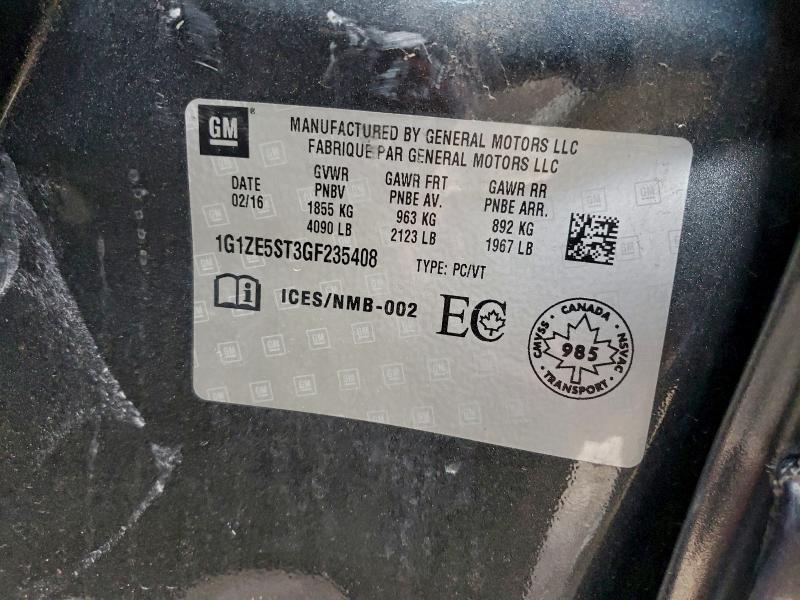 GM ®
MANUFACTURED BY GENERAL MOTORS LLC
FABRIQUE PAR GENERAL MOTORS LLC
DATE
02/16
GVWR
PNBV
1855 KG
4090 LB
GAWR FRT
PNBE AV.
963 KG
2123 LB
GAWR RR
PNBE ARR.
892 KG
1967 LB
1G1ZE5ST3GF235408
TYPE: PC/VT
i
ICES/NMB-002
EC
CANADA
CMVSS · NSVAC
985
· TRANSPORT ·